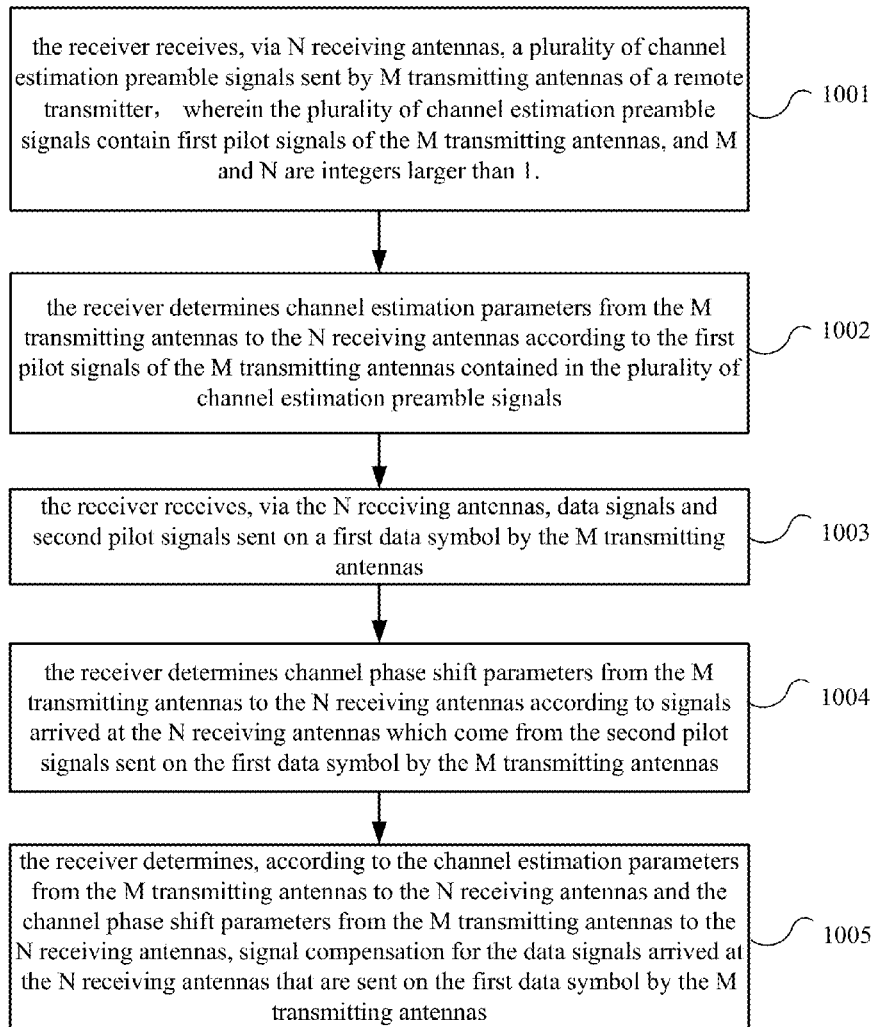 the receiver receives, via N receiving antennas, a plurality of channel
estimation preamble signals sent by M transmitting antennas of a remote
transmitter, wherein the plurality of channel estimation preamble
signals contain first pilot signals of the M transmitting antennas, and M
and N are integers larger than 1.
1001
the receiver determines channel estimation parameters from the M
transmitting antennas to the N receiving antennas according to the first
pilot signals of the M transmitting antennas contained in the plurality of
channel estimation preamble signals
1002
the receiver receives, via the N receiving antennas, data signals and
second pilot signals sent on a first data symbol by the M transmitting
antennas
1003
the receiver determines channel phase shift parameters from the M
transmitting antennas to the N receiving antennas according to signals
arrived at the N receiving antennas which come from the second pilot
signals sent on the first data symbol by the M transmitting antennas
1004
the receiver determines, according to the channel estimation parameters
from the M transmitting antennas to the N receiving antennas and the
channel phase shift parameters from the M transmitting antennas to the
N receiving antennas, signal compensation for the data signals arrived at
the N receiving antennas that are sent on the first data symbol by the M
transmitting antennas
1005